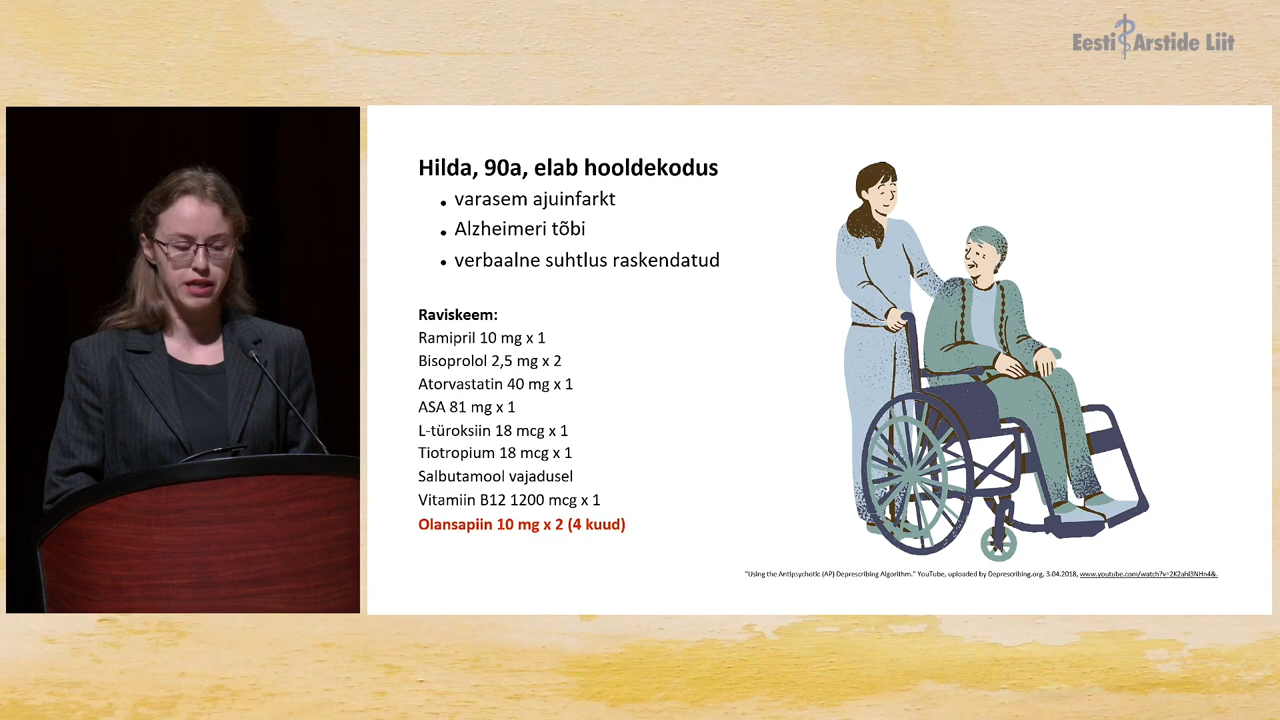 Eesti Arstide Liit
Hilda, 90a, elab hooldekodus
• varasem ajuinfarkt
• Alzheimeri tõbi
• verbaalne suhtlus raskendatud
Raviskeem:
Ramipril 10 mg x 1
Bisoprolol 2,5 mg x 2
Atorvastatin 40 mg x 1
ASA 81 mg x 1
L-türoksiin 18 mcg x 1
Tiotropium 18 mcg x 1
Salbutamool vajadusel
Vitamiin B12 1200 mcg x 1
Olansapiin 10 mg x 2 (4 kuud)
"Using the Antipsychotic (AP) Deprescribing Algorithm." YouTube, uploaded by Deprescribing.org, 3.04.2018,